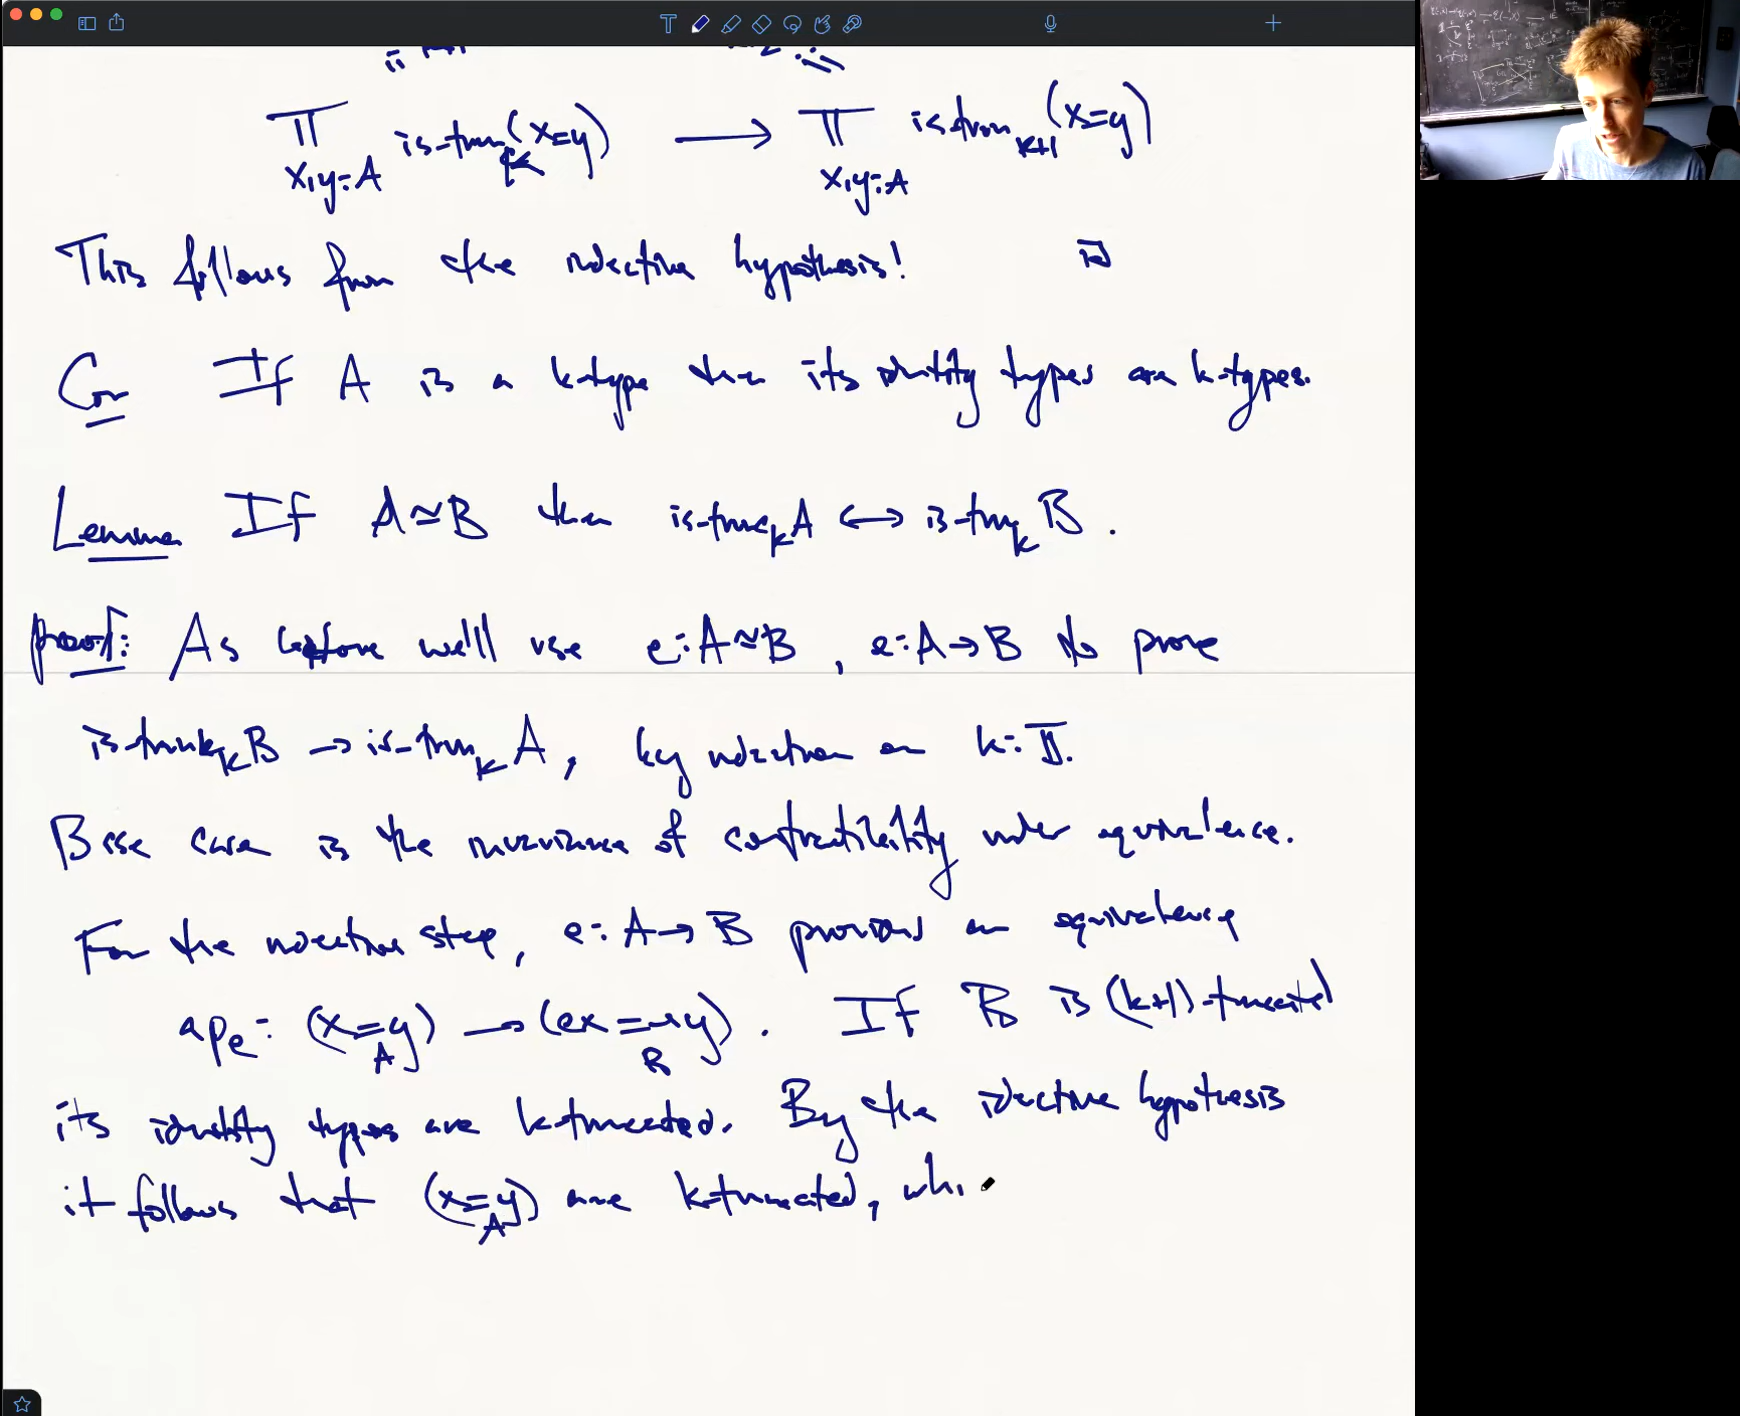 ∏ is-trunc_k (x=y) ⟶ ∏ is-trunc_{k+1} (x=y)
x,y:A x,y:A
This follows from the inductive hypothesis! □
Cor If A is a k-type then its identity types are k-types.
Lemma If A≃B then is-trunc_k A ↔ is-trunc_k B.
proof: As before we'll use e:A≃B, e:A→B to prove
is-trunc_k B → is-trunc_k A, by induction on k:𝕋.
Base case is the invariance of contractibility under equivalence.
For the inductive step, e: A→B provides an equivalence
ap_e: (x =_A y) → (ex =_B ey). If B is (k+1)-truncated
its identity types are k-truncated. By the inductive hypothesis
it follows that (x =_A y) are k-truncated, whi